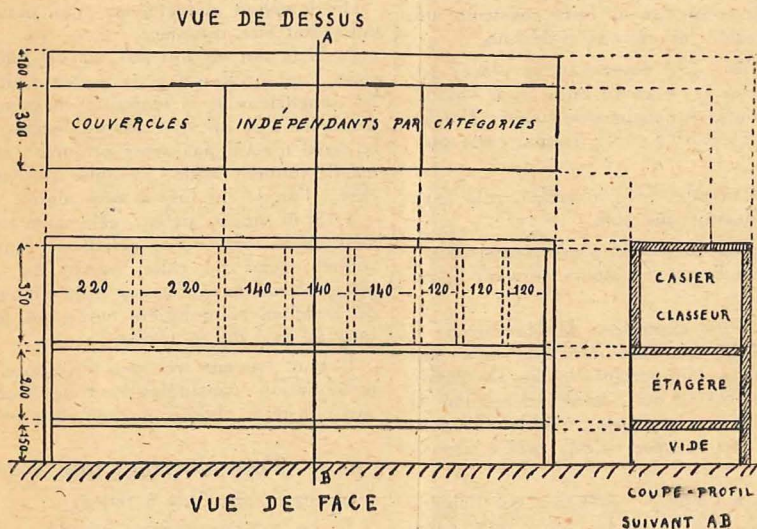 VUE DE DESSUS
A
100
300
COUVERCLES
INDÉPENDANTS PAR
CATÉGORIES
350
200
150
220
220
140
140
140
120
120
120
CASIER
CLASSEUR
ÉTAGÈRE
VIDE
B
VUE DE FACE
COUPE-PROFIL
SUIVANT AB